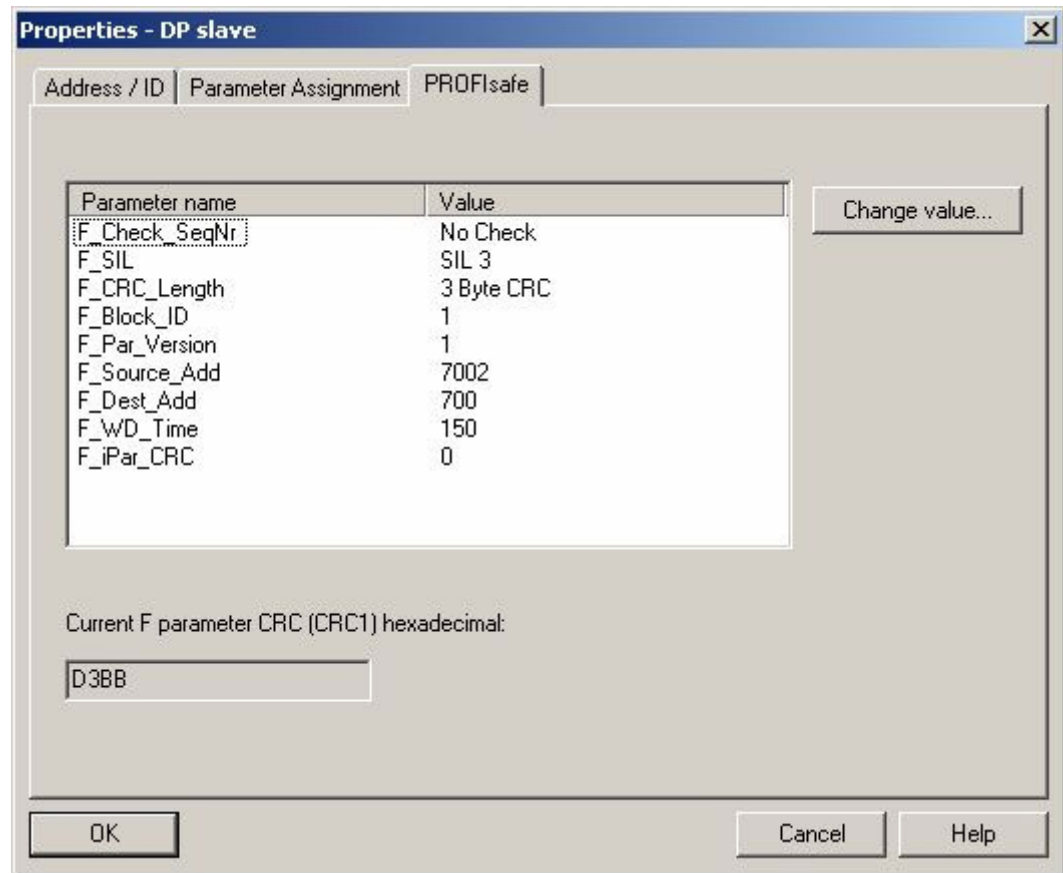 Properties - DP slave
Address / ID Parameter Assignment PROFIsafe
Parameter name Value
F_Check_SeqNr No Check
F_SIL SIL 3
F_CRC_Length 3 Byte CRC
F_Block_ID 1
F_Par_Version 1
F_Source_Add 7002
F_Dest_Add 700
F_WD_Time 150
F_iPar_CRC 0
Change value...
Current F parameter CRC (CRC1) hexadecimal:
D3BB
OK Cancel Help